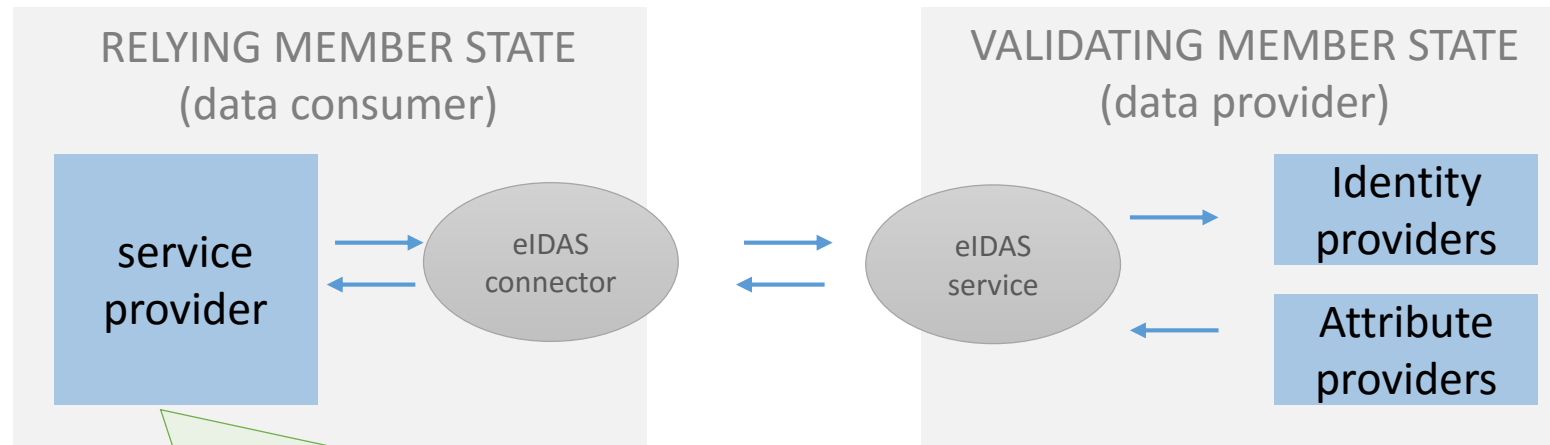 RELYING MEMBER STATE
(data consumer)
VALIDATING MEMBER STATE
(data provider)
service
provider
eIDAS
connector
eIDAS
service
Identity
providers
Attribute
providers